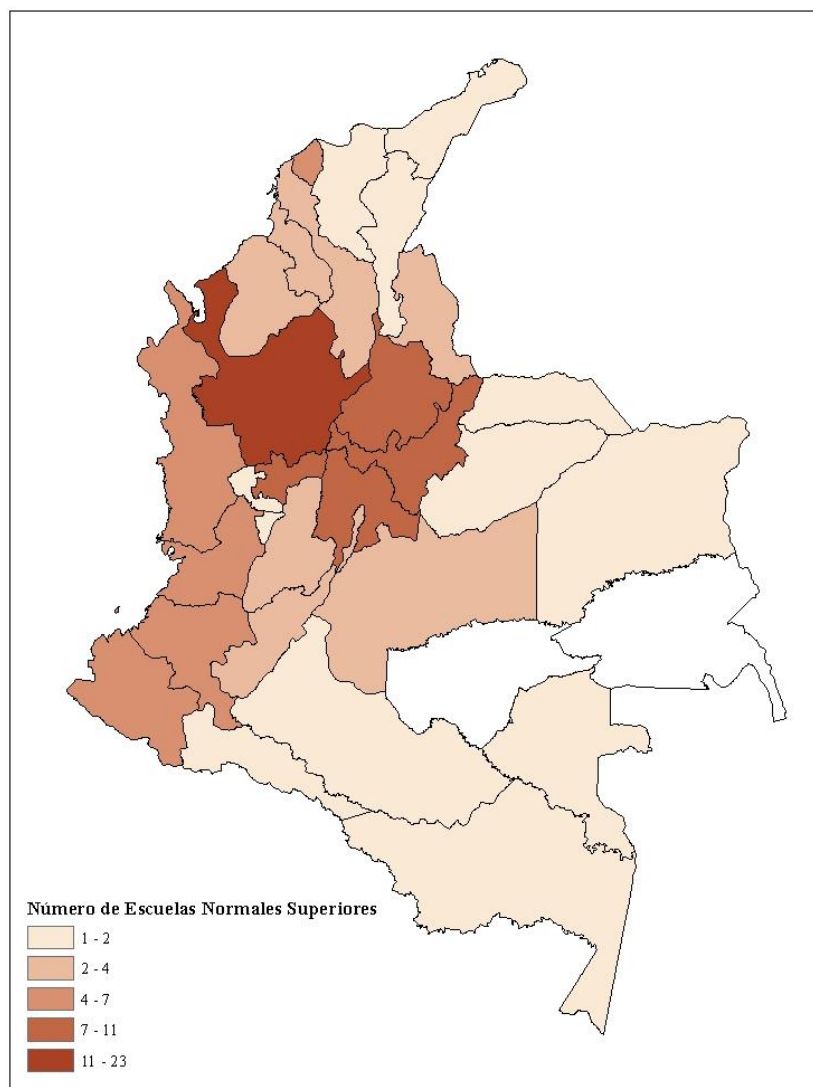 Número de Escuelas Normales Superiores
1 - 2
2 - 4
4 - 7
7 - 11
11 - 23